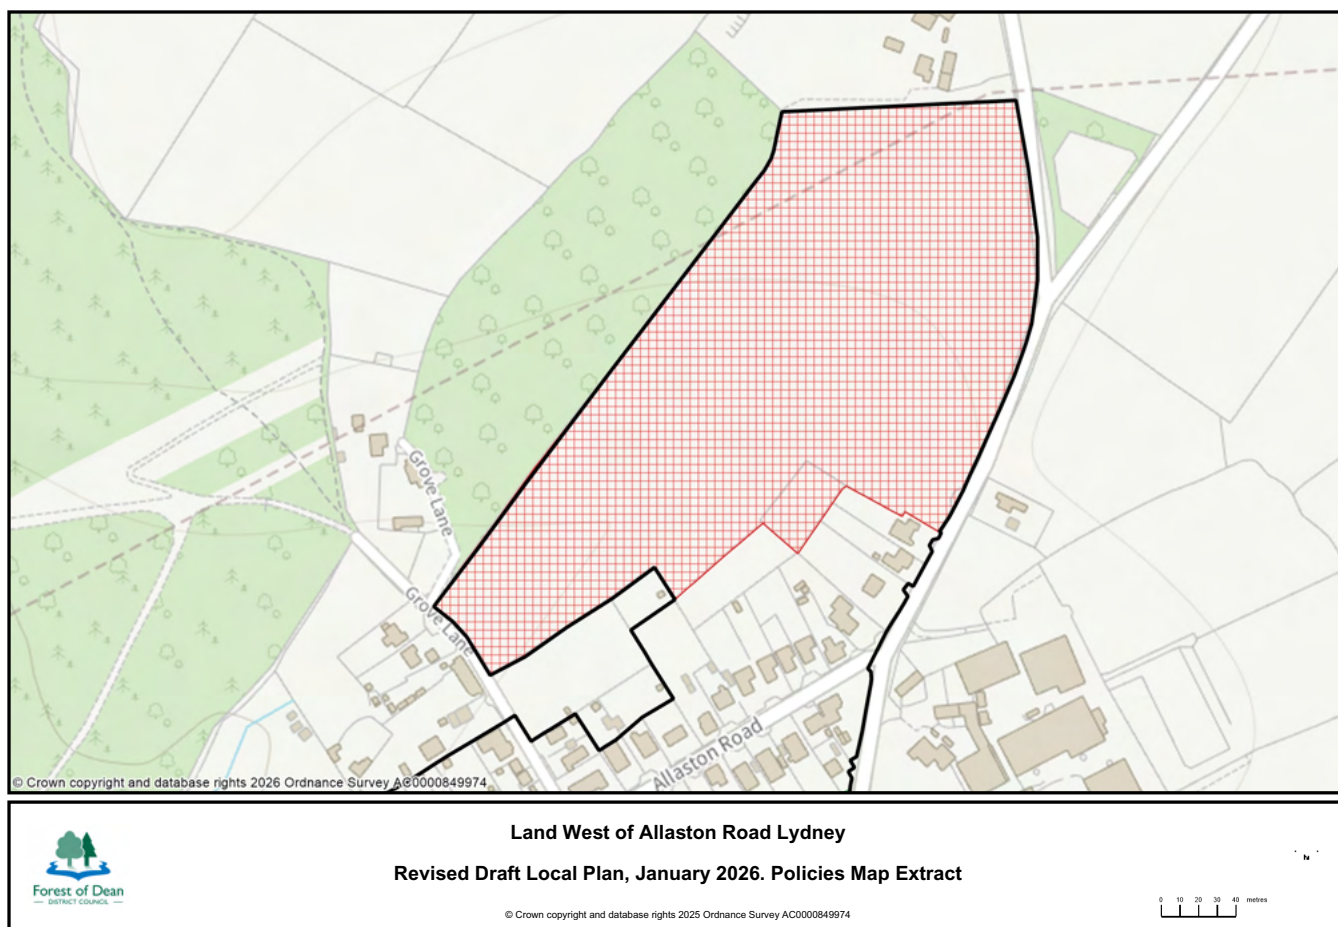 Grove Lane
Grove Lane
Allaston Road
© Crown copyright and database rights 2026 Ordnance Survey AC0000849974
Land West of Allaston Road Lydney
Revised Draft Local Plan, January 2026. Policies Map Extract
© Crown copyright and database rights 2025 Ordnance Survey AC0000849974
Forest of Dean
DISTRICT COUNCIL
N
0 10 20 30 40 metres